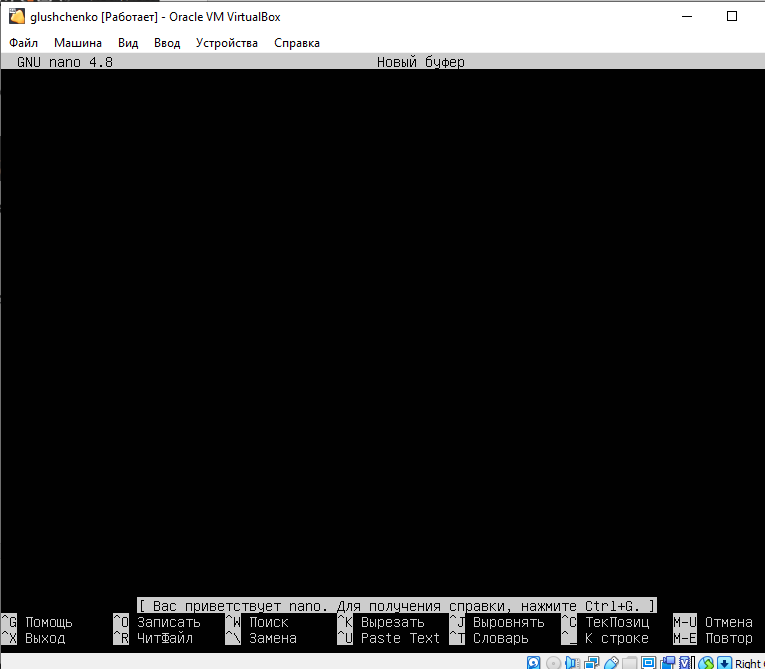 glushchenko [Работает] - Oracle VM VirtualBox
Файл Машина Вид Ввод Устройства Справка
GNU nano 4.8 Новый буфер
[ Вас приветствует nano. Для получения справки, нажмите Ctrl+G. ]
^G Помощь ^O Записать ^W Поиск ^K Вырезать ^J Выровнять ^C ТекПозиц M-U Отмена
^X Выход ^R ЧитФайл ^\ Замена ^U Paste Text ^T Словарь ^_ К строке M-E Повтор
Right